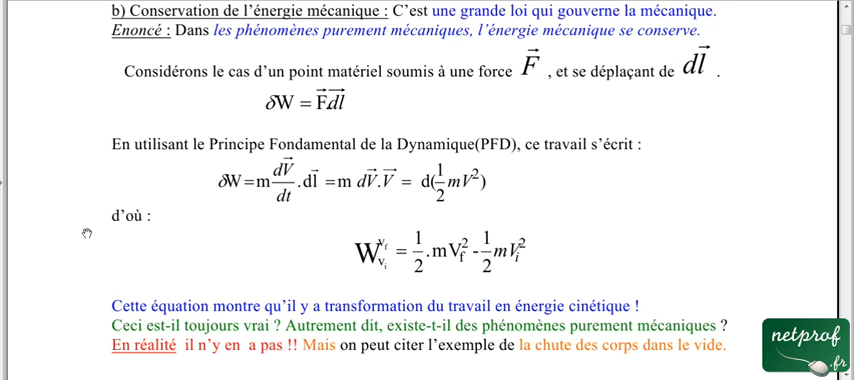 b) Conservation de l'énergie mécanique : C'est une grande loi qui gouverne la mécanique.
Enoncé : Dans les phénomènes purement mécaniques, l'énergie mécanique se conserve.
Considérons le cas d'un point matériel soumis à une force F⃗ , et se déplaçant de dl⃗ .
δW = F⃗dl⃗
En utilisant le Principe Fondamental de la Dynamique(PFD), ce travail s'écrit :
δW=m dV⃗/dt .dl⃗ =m dV⃗.V⃗ = d(1/2 mV²)
d'où :
W_{v_i}^{v_f} = 1/2 .mV_f² - 1/2 mV_i²
Cette équation montre qu'il y a transformation du travail en énergie cinétique !
Ceci est-il toujours vrai ? Autrement dit, existe-t-il des phénomènes purement mécaniques ?
En réalité il n'y en a pas !! Mais on peut citer l'exemple de la chute des corps dans le vide.
netprof
.fr